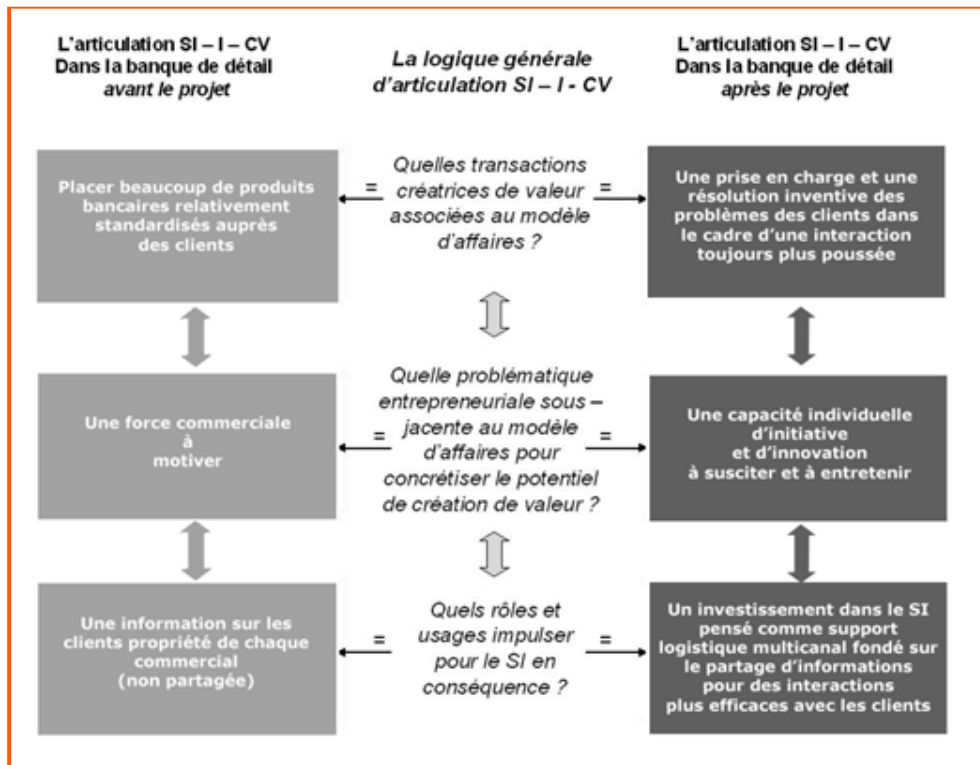 L'articulation SI – I – CV
Dans la banque de détail
avant le projet
La logique générale
d'articulation SI – I - CV
L'articulation SI – I – CV
Dans la banque de détail
après le projet
Placer beaucoup de produits
bancaires relativement
standardisés auprès
des clients
=
Quelles transactions
créatrices de valeur
associées au modèle
d'affaires ?
=
Une prise en charge et une
résolution inventive des
problèmes des clients dans
le cadre d'une interaction
toujours plus poussée
Une force commerciale
à
motiver
=
Quelle problématique
entrepreneuriale sous –
jacente au modèle
d'affaires pour
concrétiser le potentiel
de création de valeur ?
=
Une capacité individuelle
d'initiative
et d'innovation
à susciter et à entretenir
Une information sur les
clients propriété de chaque
commercial
(non partagée)
=
Quels rôles et
usages impulser
pour le SI en
conséquence ?
=
Un investissement dans le SI
pensé comme support
logistique multicanal fondé sur
le partage d'informations
pour des interactions
plus efficaces avec les clients